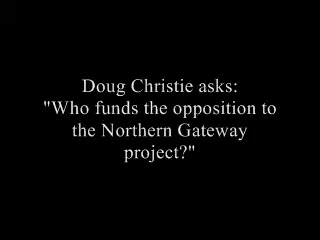 Doug Christie asks:
"Who funds the opposition to
the Northern Gateway
project?"